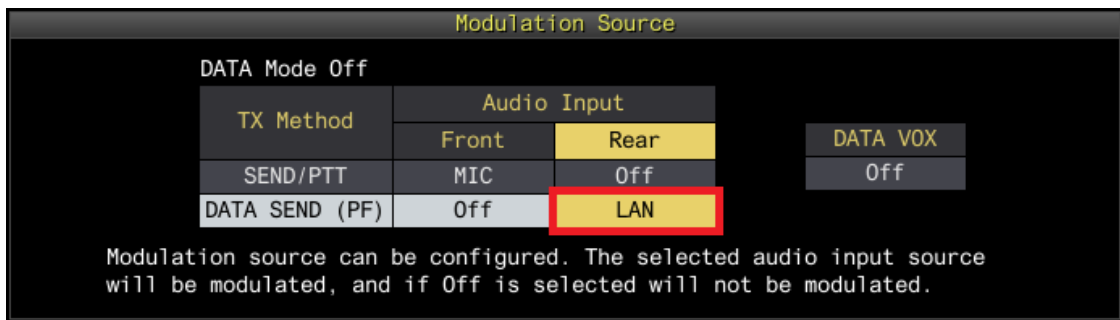 Modulation Source
DATA Mode Off
TX Method
Audio Input
Front
Rear
DATA VOX
SEND/PTT
MIC
Off
Off
DATA SEND (PF)
Off
LAN
Modulation source can be configured. The selected audio input source
will be modulated, and if Off is selected will not be modulated.